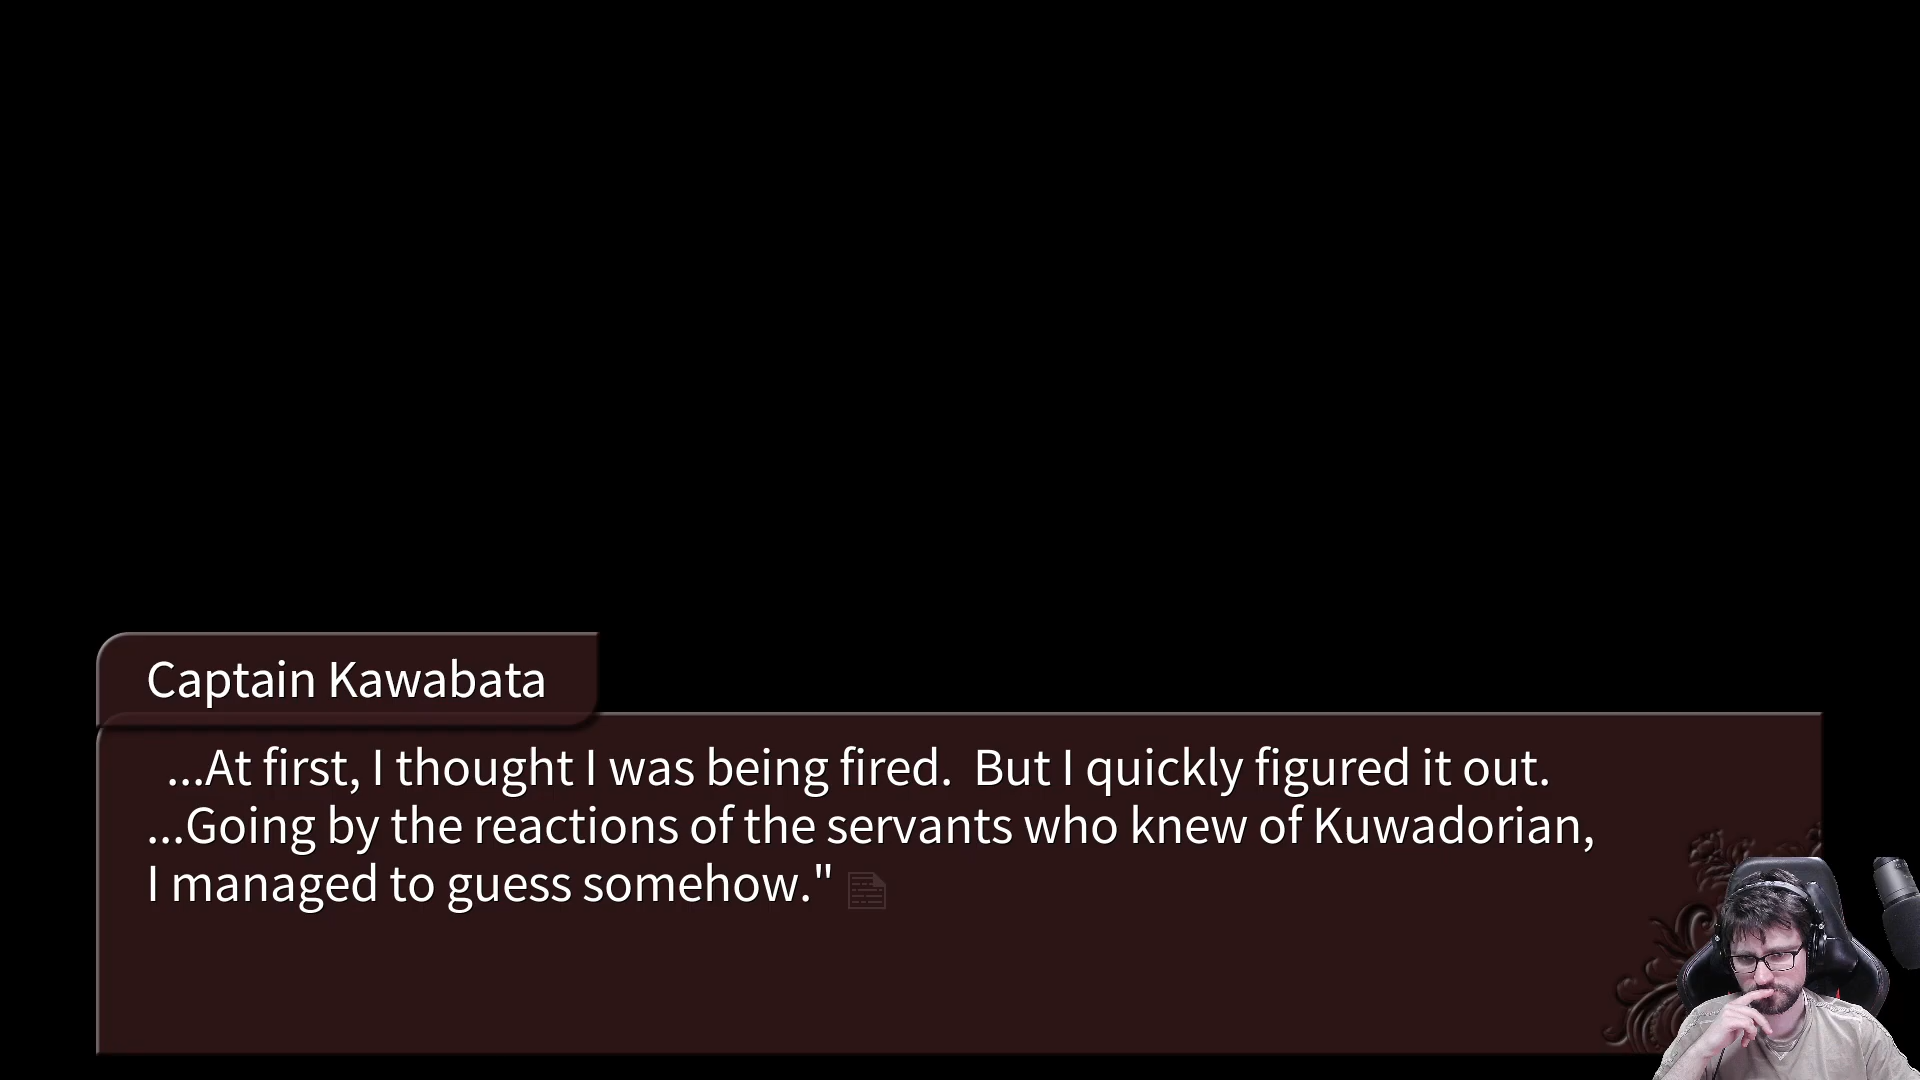 Captain Kawabata
...At first, I thought I was being fired.  But I quickly figured it out.
...Going by the reactions of the servants who knew of Kuwadorian,
I managed to guess somehow."